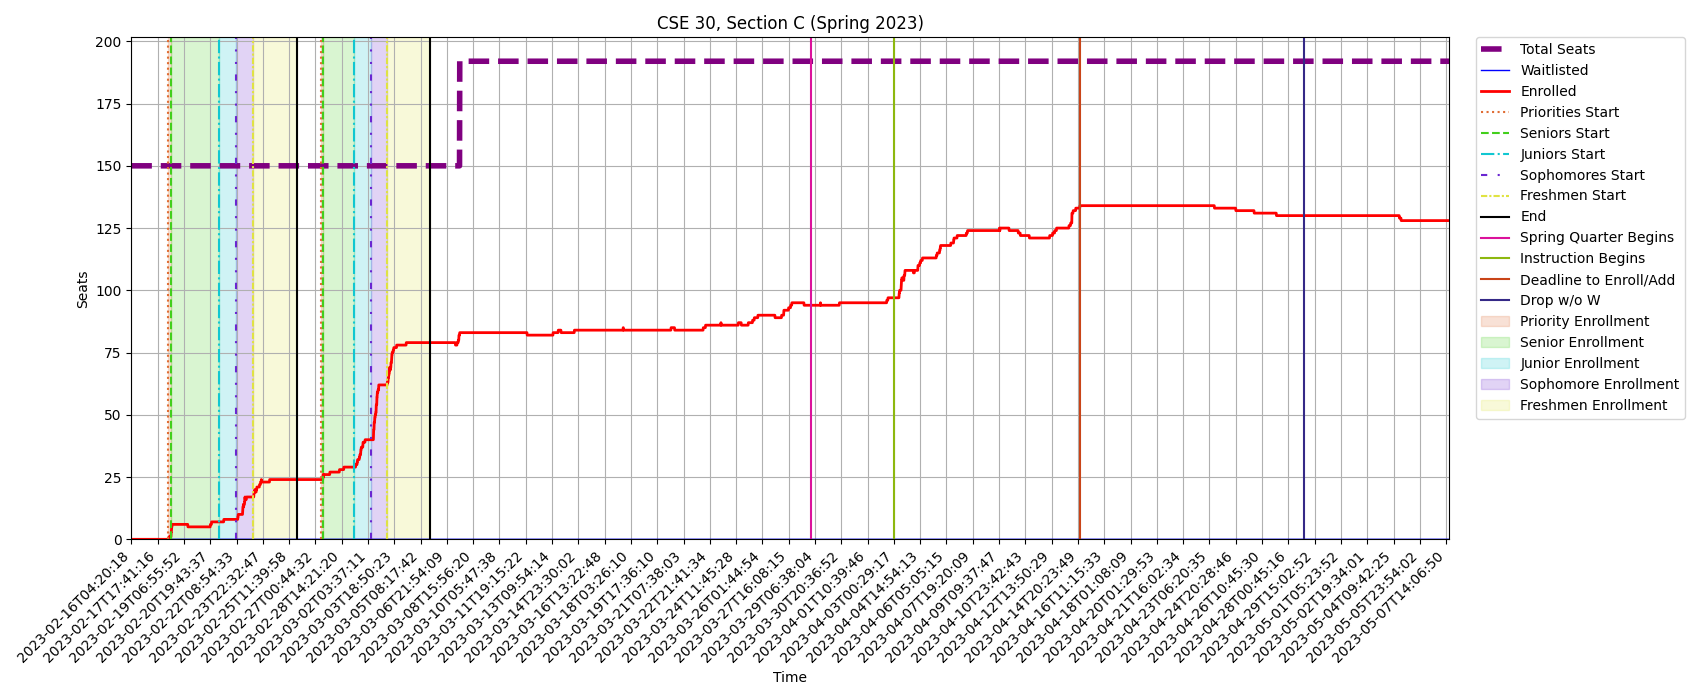 CSE 30, Section C (Spring 2023)
Seats
200
175
150
125
100
75
50
25
0
2023-02-16T04:20:18
2023-02-17T17:41:16
2023-02-19T06:55:52
2023-02-20T19:43:37
2023-02-22T08:54:33
2023-02-23T22:32:47
2023-02-25T11:39:58
2023-02-27T00:44:32
2023-02-28T14:21:20
2023-03-02T03:37:11
2023-03-03T18:50:23
2023-03-05T08:17:42
2023-03-06T21:54:09
2023-03-08T15:56:20
2023-03-10T05:47:38
2023-03-11T19:15:22
2023-03-13T09:54:14
2023-03-14T23:30:02
2023-03-16T13:22:48
2023-03-18T03:26:10
2023-03-19T17:36:10
2023-03-21T07:38:03
2023-03-22T21:41:34
2023-03-24T11:45:28
2023-03-26T01:44:54
2023-03-27T16:08:15
2023-03-29T06:38:04
2023-03-30T20:36:52
2023-04-01T10:39:46
2023-04-03T00:29:17
2023-04-04T14:54:13
2023-04-06T05:05:15
2023-04-07T19:20:09
2023-04-09T09:37:47
2023-04-10T23:42:43
2023-04-12T13:50:29
2023-04-14T20:23:49
2023-04-16T11:15:33
2023-04-18T01:08:09
2023-04-20T01:29:53
2023-04-21T16:02:34
2023-04-23T06:20:35
2023-04-24T20:28:46
2023-04-26T10:45:30
2023-04-28T00:45:16
2023-04-29T15:02:52
2023-05-01T05:23:52
2023-05-02T19:34:01
2023-05-04T09:42:25
2023-05-05T23:54:02
2023-05-07T14:06:50
Time
Total Seats
Waitlisted
Enrolled
Priorities Start
Seniors Start
Juniors Start
Sophomores Start
Freshmen Start
End
Spring Quarter Begins
Instruction Begins
Deadline to Enroll/Add
Drop w/o W
Priority Enrollment
Senior Enrollment
Junior Enrollment
Sophomore Enrollment
Freshmen Enrollment